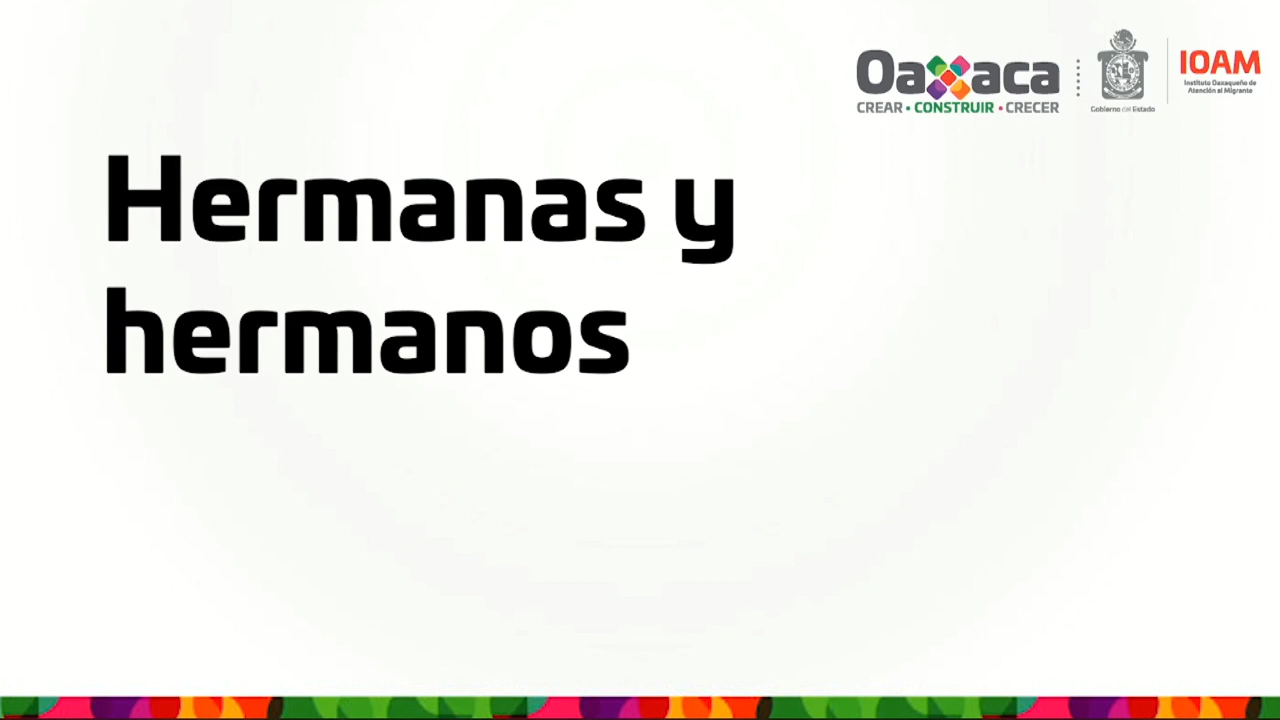 Oaxaca
CREAR • CONSTRUIR • CRECER
Gobierno del Estado
IOAM
Instituto Oaxaqueño de
Atención al Migrante
Hermanas y
hermanos